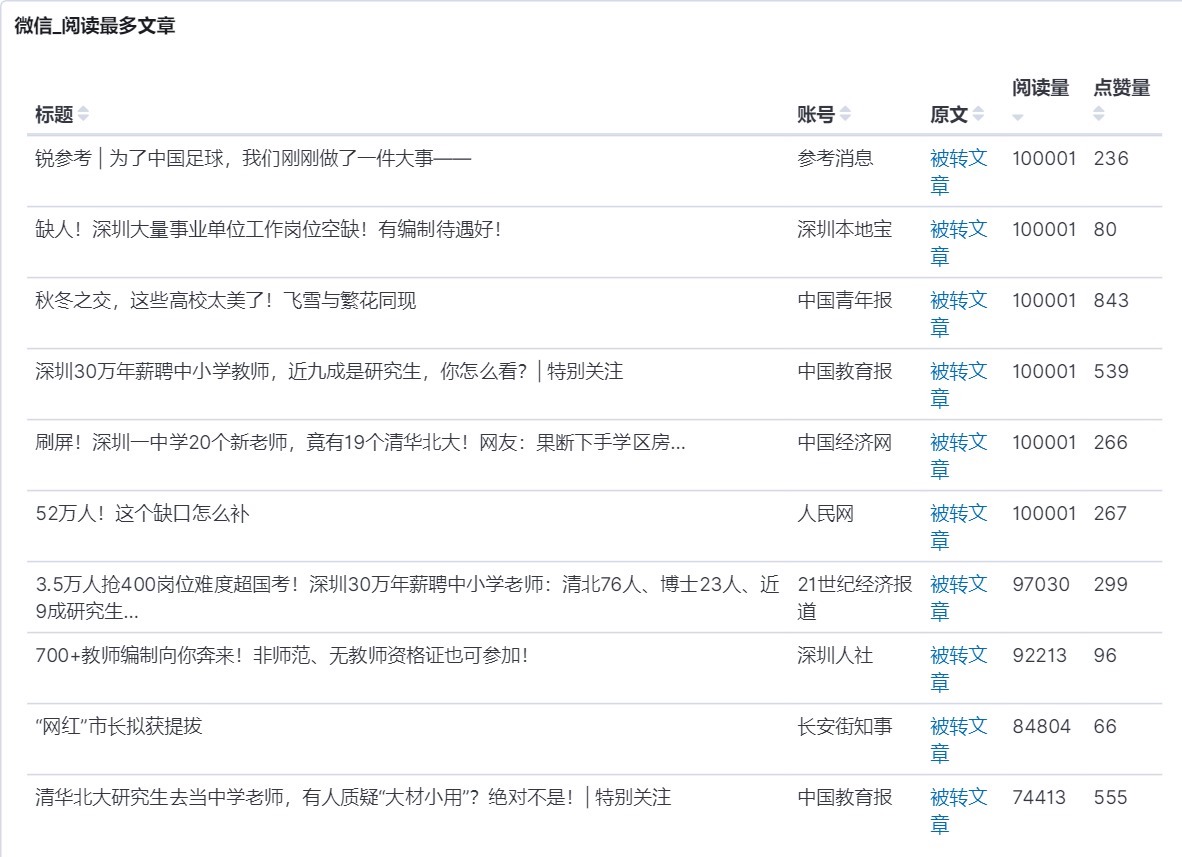 微信_阅读最多文章
标题 账号 原文 阅读量 点赞量
锐参考 | 为了中国足球，我们刚刚做了一件大事—— 参考消息 被转文章 100001 236
缺人！深圳大量事业单位工作岗位空缺！有编制待遇好！ 深圳本地宝 被转文章 100001 80
秋冬之交，这些高校太美了！飞雪与繁花同现 中国青年报 被转文章 100001 843
深圳30万年薪聘中小学教师，近九成是研究生，你怎么看？| 特别关注 中国教育报 被转文章 100001 539
刷屏！深圳一中学20个新老师，竟有19个清华北大！网友：果断下手学区房... 中国经济网 被转文章 100001 266
52万人！这个缺口怎么补 人民网 被转文章 100001 267
3.5万人抢400岗位难度超国考！深圳30万年薪聘中小学老师：清北76人、博士23人、近9成研究生... 21世纪经济报道 被转文章 97030 299
700+教师编制向你奔来！非师范、无教师资格证也可参加！ 深圳人社 被转文章 92213 96
“网红”市长拟获提拔 长安街知事 被转文章 84804 66
清华北大研究生去当中学老师，有人质疑“大材小用”？绝对不是！| 特别关注 中国教育报 被转文章 74413 555